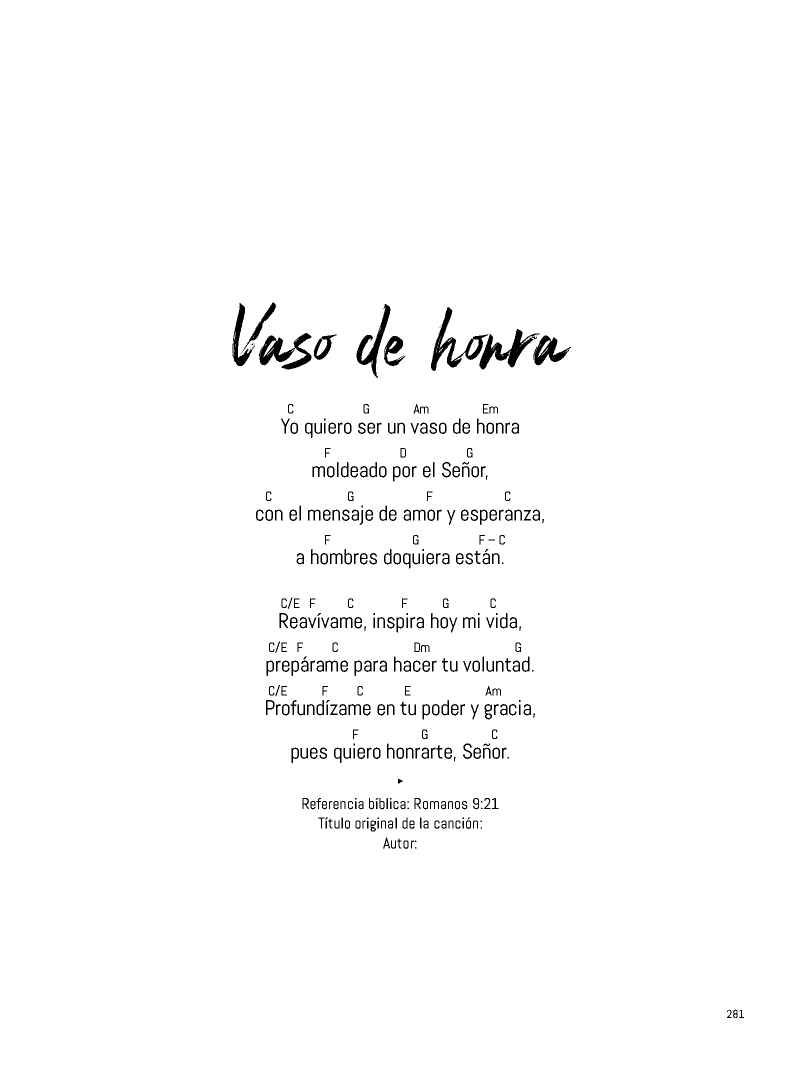 Vaso de honra
C G Am Em
Yo quiero ser un vaso de honra
F D G
moldeado por el Señor,
C G F C
con el mensaje de amor y esperanza,
F G F – C
a hombres doquiera están.
C/E F C F G C
Reavívame, inspira hoy mi vida,
C/E F C Dm G
prepárame para hacer tu voluntad.
C/E F C E Am
Profundízame en tu poder y gracia,
F G C
pues quiero honrarte, Señor.
Referencia bíblica: Romanos 9:21
Título original de la canción:
Autor:
281